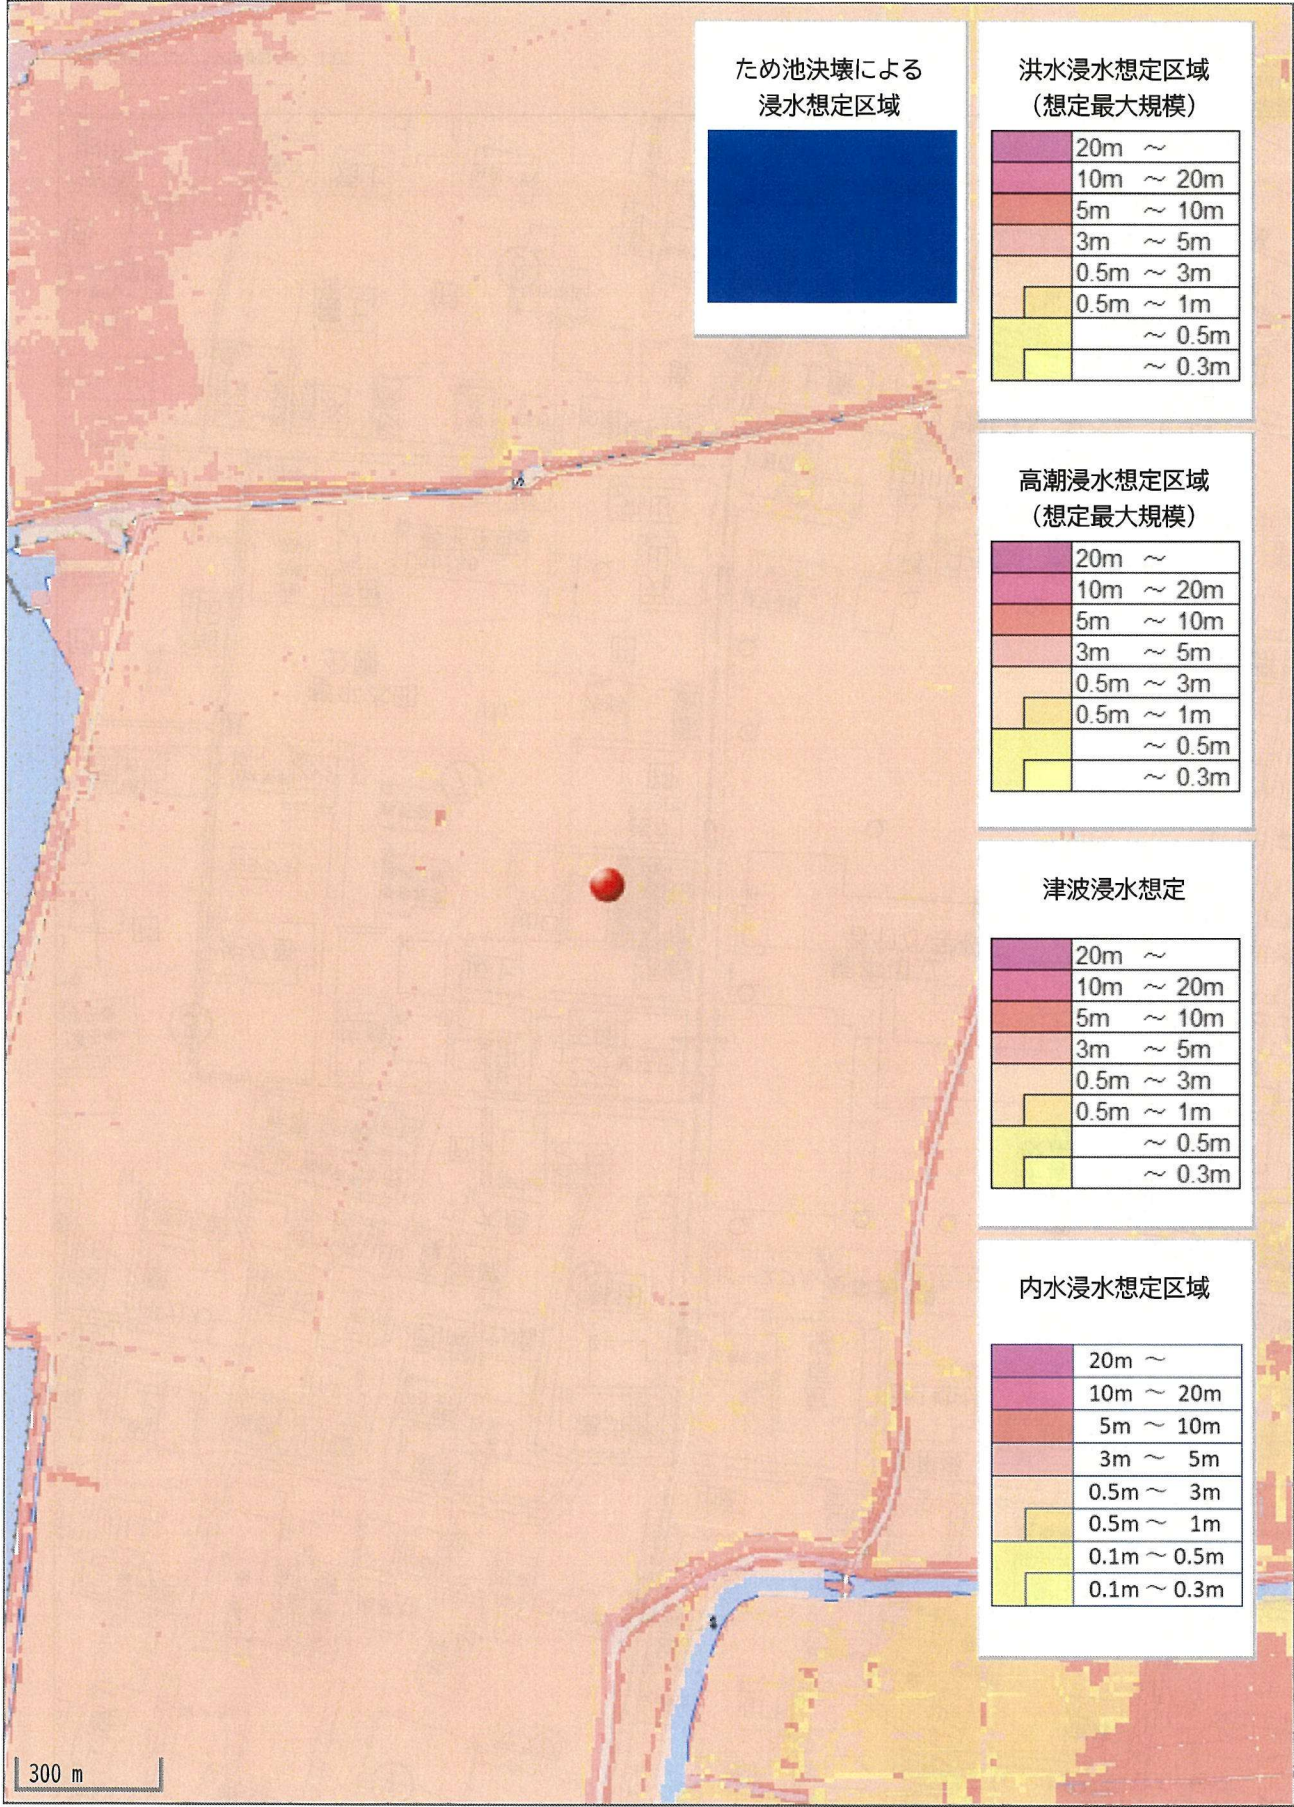 ため池決壊による
浸水想定区域
洪水浸水想定区域
（想定最大規模）
20m ～
10m ～ 20m
5m ～ 10m
3m ～ 5m
0.5m ～ 3m
0.5m ～ 1m
～ 0.5m
～ 0.3m
高潮浸水想定区域
（想定最大規模）
20m ～
10m ～ 20m
5m ～ 10m
3m ～ 5m
0.5m ～ 3m
0.5m ～ 1m
～ 0.5m
～ 0.3m
津波浸水想定
20m ～
10m ～ 20m
5m ～ 10m
3m ～ 5m
0.5m ～ 3m
0.5m ～ 1m
～ 0.5m
～ 0.3m
内水浸水想定区域
20m ～
10m ～ 20m
5m ～ 10m
3m ～ 5m
0.5m ～ 3m
0.5m ～ 1m
0.1m ～ 0.5m
0.1m ～ 0.3m
300 m